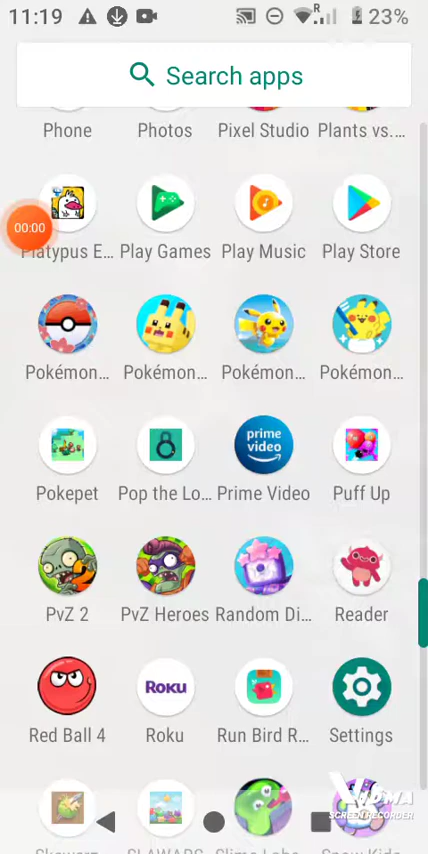 11:19 R 23%
Search apps
Phone Photos Pixel Studio Plants vs....
00:00
Platypus E... Play Games Play Music Play Store
Pokémon... Pokémon... Pokémon... Pokémon...
prime
video
Pokepet Pop the Lo... Prime Video Puff Up
PvZ 2 PvZ Heroes Random Di... Reader
Roku
Red Ball 4 Roku Run Bird R... Settings
VIDMA
SCREEN RECORDER